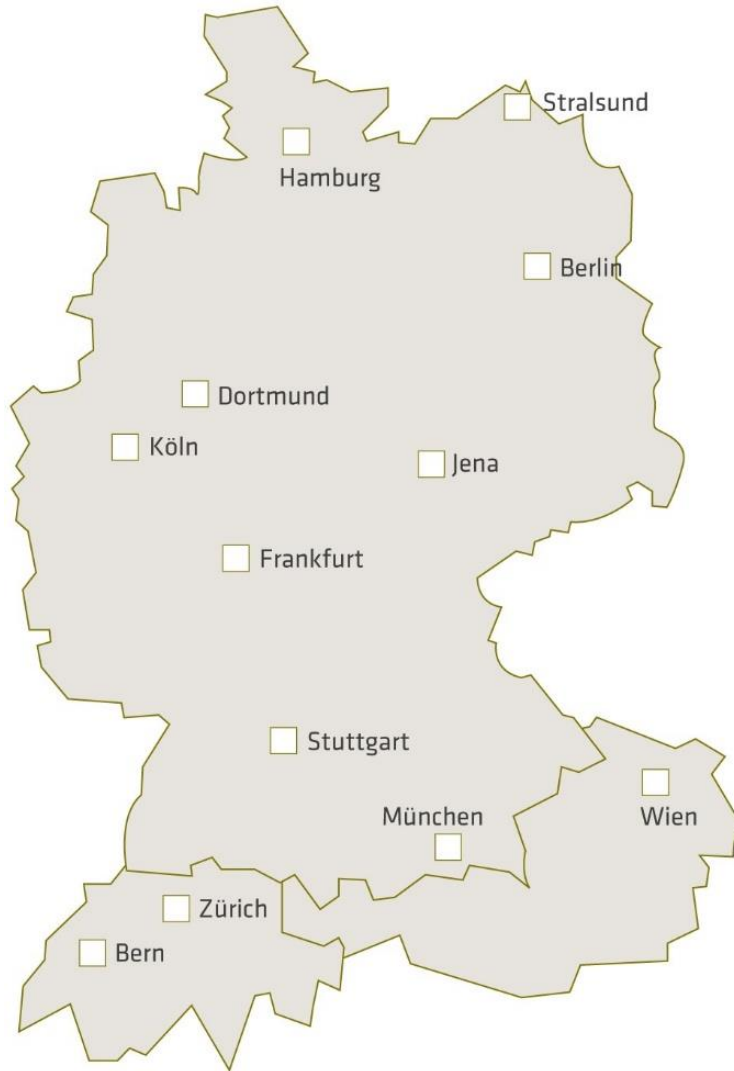 Stralsund
Hamburg
Berlin
Dortmund
Köln
Jena
Frankfurt
Stuttgart
München
Wien
Zürich
Bern